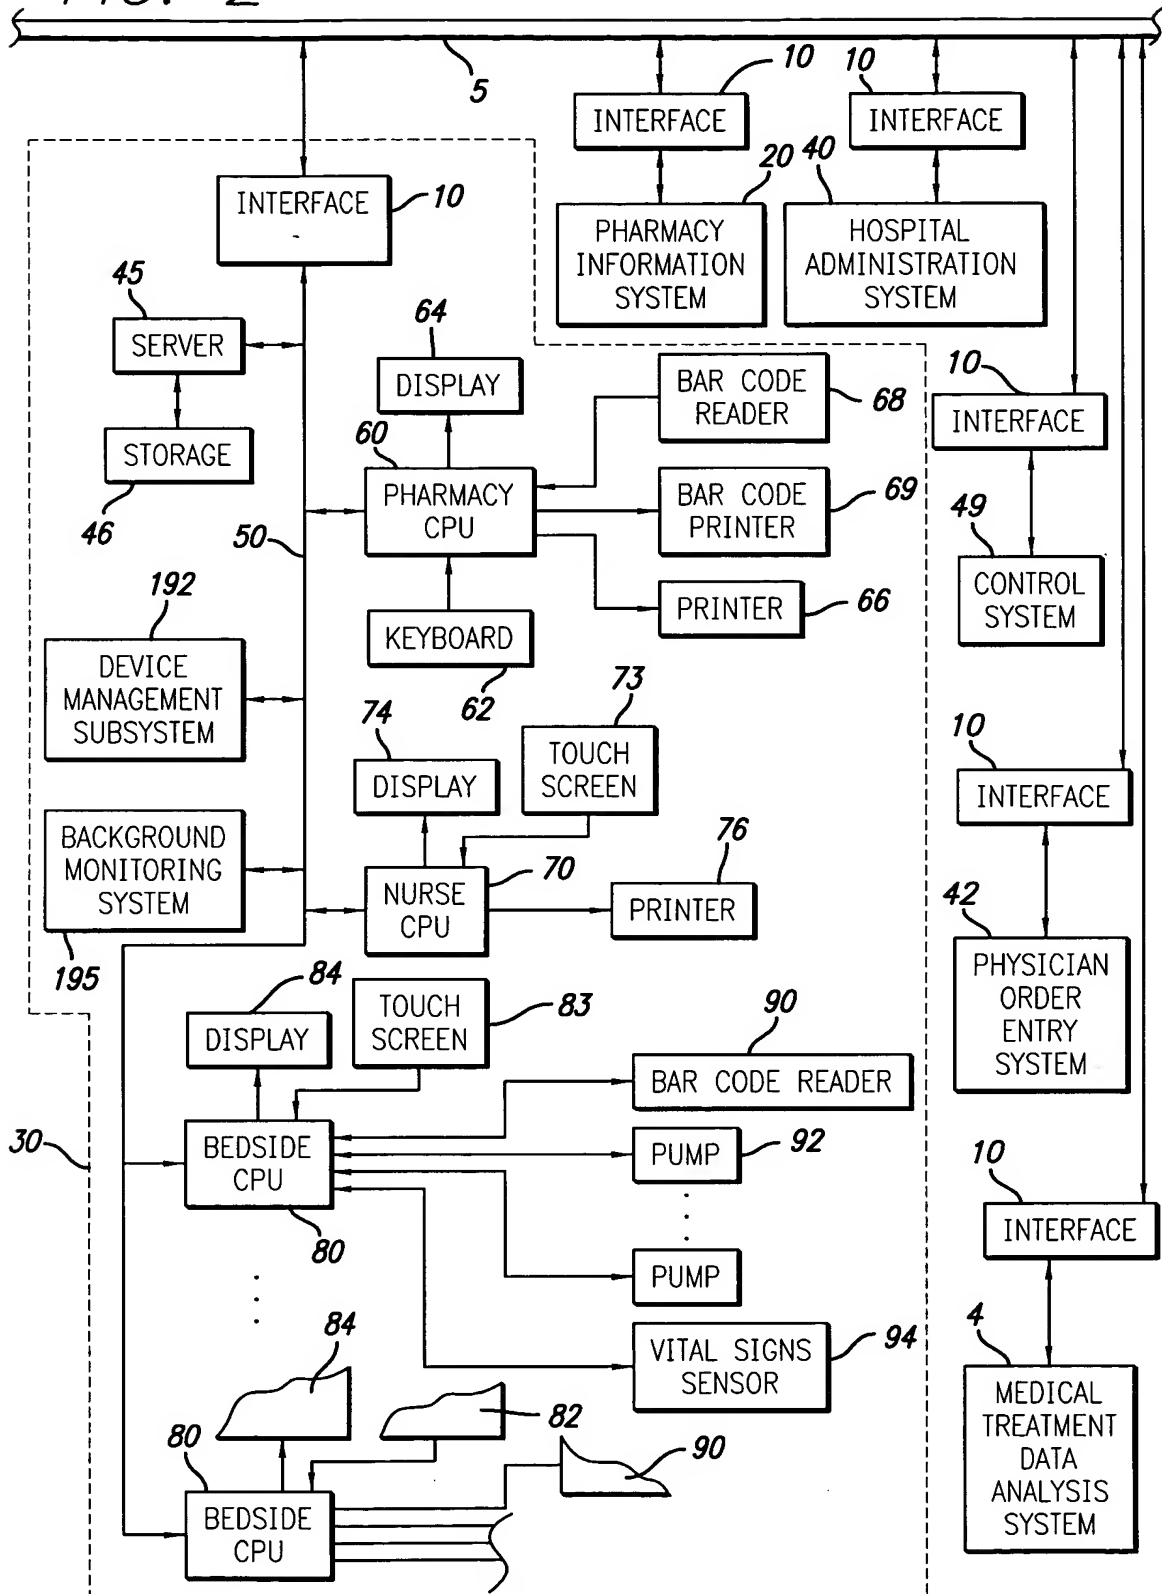 FIG. 2
5
10
10
INTERFACE
INTERFACE
20
40
INTERFACE
10
PHARMACY
INFORMATION
SYSTEM
HOSPITAL
ADMINISTRATION
SYSTEM
45
SERVER
64
DISPLAY
BAR CODE
READER
68
10
INTERFACE
STORAGE
46
60
PHARMACY
CPU
BAR CODE
PRINTER
69
50
49
CONTROL
SYSTEM
192
PRINTER
66
KEYBOARD
62
DEVICE
MANAGEMENT
SUBSYSTEM
73
74
TOUCH
SCREEN
DISPLAY
10
INTERFACE
BACKGROUND
MONITORING
SYSTEM
195
70
NURSE
CPU
76
PRINTER
42
PHYSICIAN
ORDER
ENTRY
SYSTEM
84
DISPLAY
TOUCH
SCREEN
83
90
BAR CODE READER
30
BEDSIDE
CPU
80
PUMP
92
10
INTERFACE
PUMP
84
VITAL SIGNS
SENSOR
94
4
MEDICAL
TREATMENT
DATA
ANALYSIS
SYSTEM
82
80
90
BEDSIDE
CPU